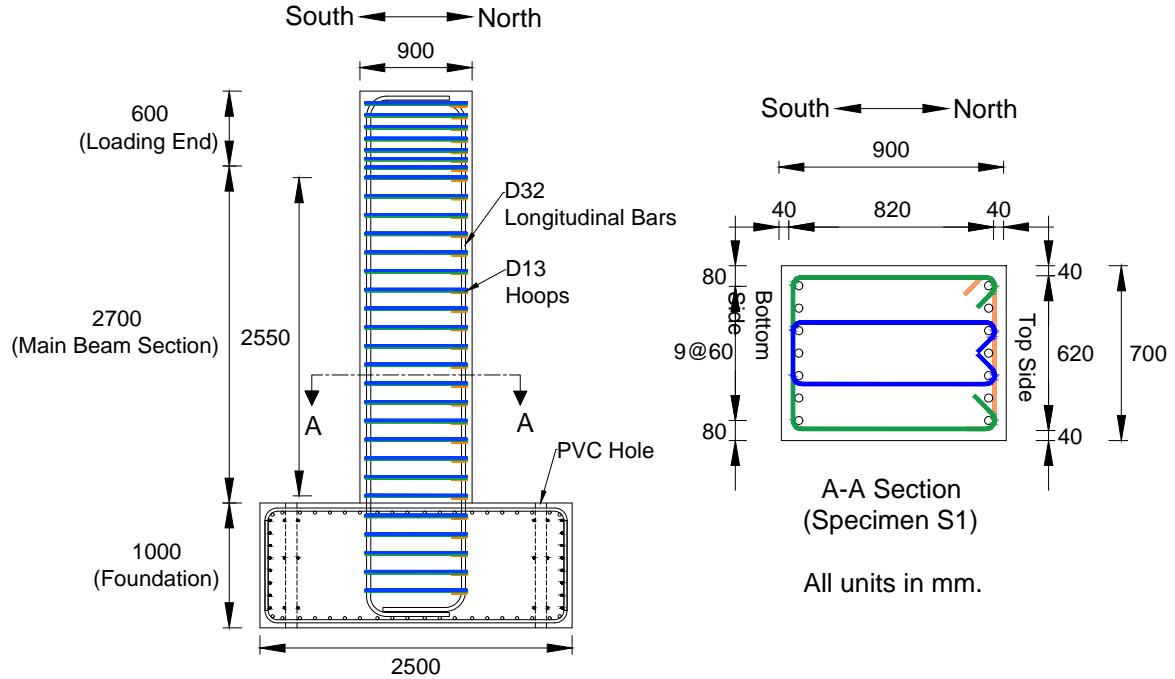 South North
900
600
(Loading End)
D32
Longitudinal Bars
D13
Hoops
2700
(Main Beam Section)
2550
A A
PVC Hole
1000
(Foundation)
2500
South North
900
40 820 40
80
9@60
80
Bottom
Side
Top Side
40
620
40
700
A-A Section
(Specimen S1)
All units in mm.